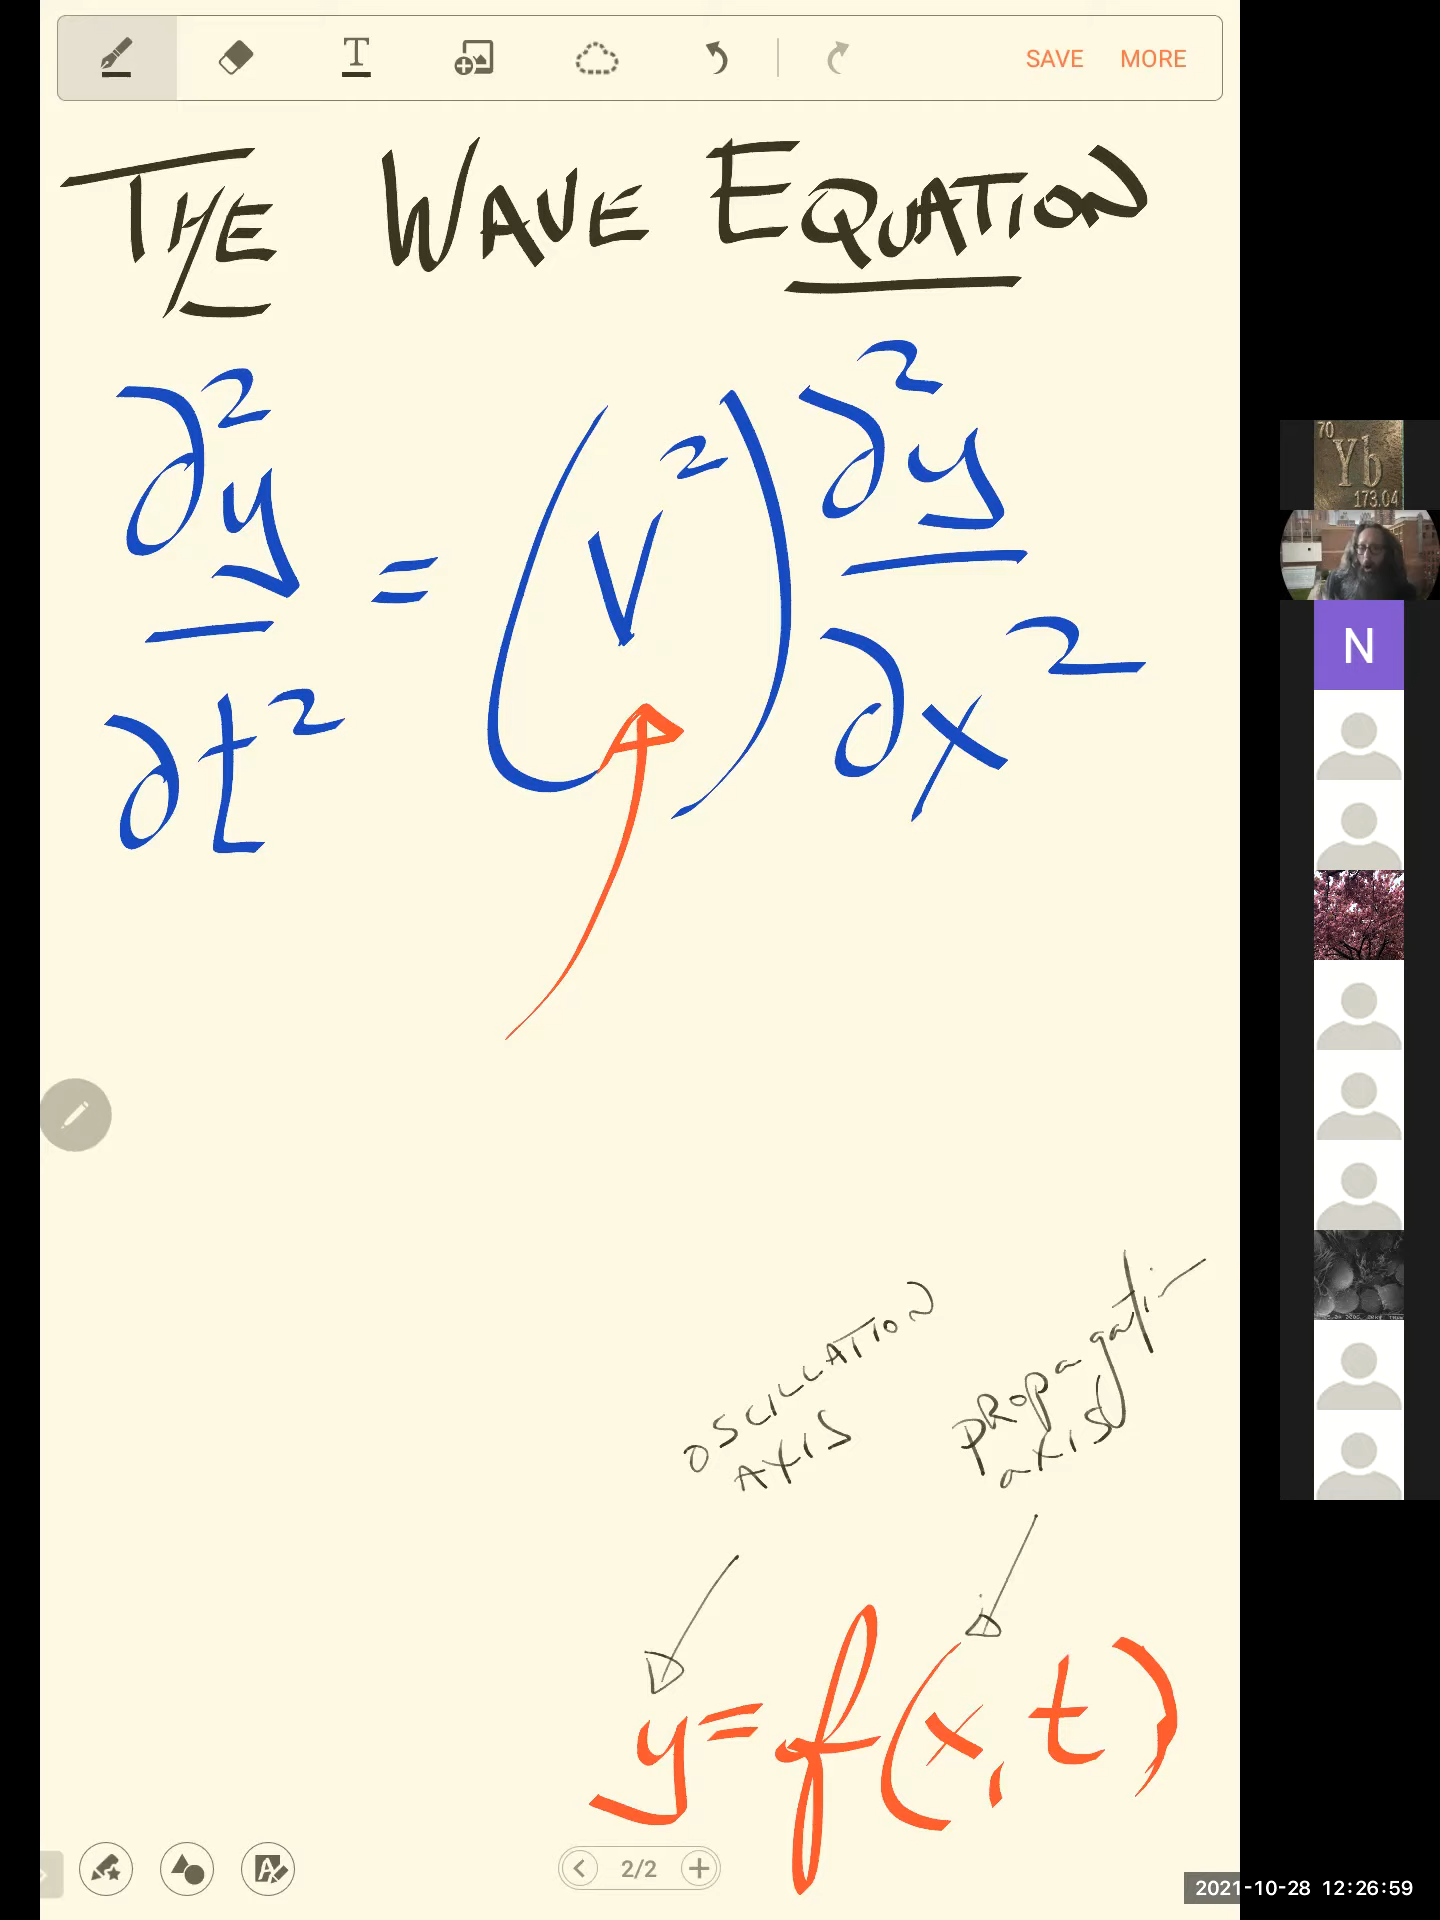 SAVE MORE
THE WAVE EQUATION
∂²y/∂t² = (v²) ∂²y/∂x²
70
Yb
173.04
N
OSCILLATION
AXIS
PROPagation
axis
y = f(x,t)
2/2
2021-10-28 12:26:59